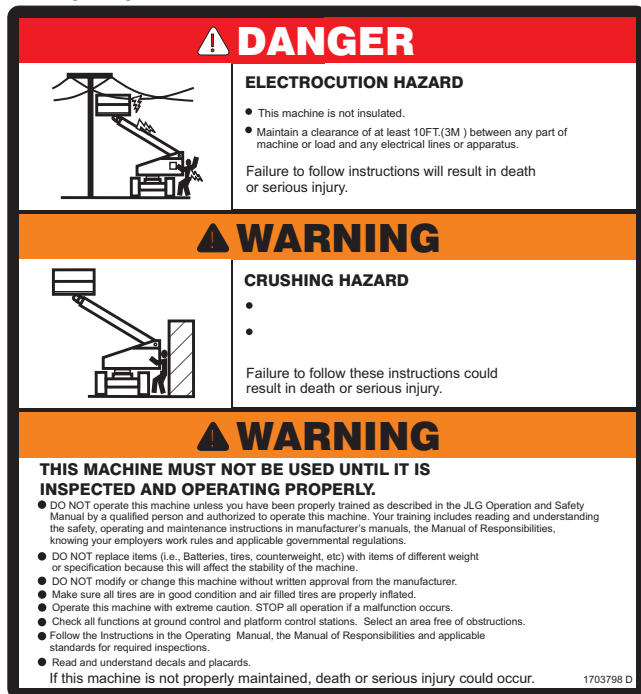 DANGER
ELECTROCUTION HAZARD
● This machine is not insulated.
● Maintain a clearance of at least 10FT.(3M ) between any part of
machine or load and any electrical lines or apparatus.
Failure to follow instructions will result in death
or serious injury.
WARNING
CRUSHING HAZARD
●
●
Failure to follow these instructions could
result in death or serious injury.
WARNING
THIS MACHINE MUST NOT BE USED UNTIL IT IS
INSPECTED AND OPERATING PROPERLY.
● DO NOT operate this machine unless you have been properly trained as described in the JLG Operation and Safety
Manual by a qualified person and authorized to operate this machine. Your training includes reading and understanding
the safety, operating and maintenance instructions in manufacturer's manuals, the Manual of Responsibilities,
knowing your employers work rules and applicable governmental regulations.
● DO NOT replace items (i.e., Batteries, tires, counterweight, etc) with items of different weight
or specification because this will affect the stability of the machine.
● DO NOT modify or change this machine without written approval from the manufacturer.
● Make sure all tires are in good condition and air filled tires are properly inflated.
● Operate this machine with extreme caution. STOP all operation if a malfunction occurs.
● Check all functions at ground control and platform control stations. Select an area free of obstructions.
● Follow the Instructions in the Operating Manual, the Manual of Responsibilities and applicable
standards for required inspections.
● Read and understand decals and placards.
If this machine is not properly maintained, death or serious injury could occur.
1703798 D